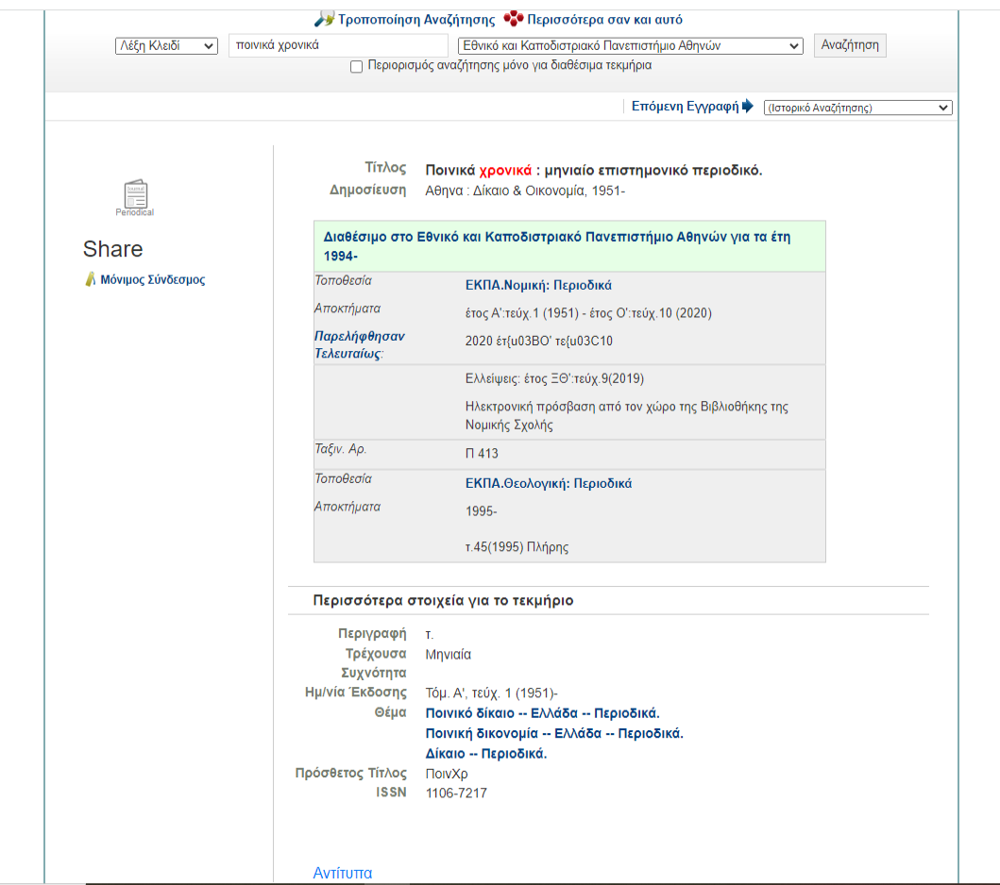 Τροποποίηση Αναζήτησης Περισσότερα σαν και αυτό
Λέξη Κλειδί ποινικά χρονικά Εθνικό και Καποδιστριακό Πανεπιστήμιο Αθηνών Αναζήτηση
Περιορισμός αναζήτησης μόνο για διαθέσιμα τεκμήρια
Επόμενη Εγγραφή (Ιστορικό Αναζήτησης)
Journal
Periodical
Share
Μόνιμος Σύνδεσμος
Τίτλος Ποινικά χρονικά : μηνιαίο επιστημονικό περιοδικό.
Δημοσίευση Αθηνα : Δίκαιο & Οικονομία, 1951-
Διαθέσιμο στο Εθνικό και Καποδιστριακό Πανεπιστήμιο Αθηνών για τα έτη
1994-
Τοποθεσία ΕΚΠΑ.Νομική: Περιοδικά
Αποκτήματα έτος Α':τεύχ.1 (1951) - έτος Ο':τεύχ.10 (2020)
Παρελήφθησαν
Τελευταίως: 2020 έτ{u03BO' τε{u03C10
Ελλείψεις: έτος ΞΘ':τεύχ.9(2019)
Ηλεκτρονική πρόσβαση από τον χώρο της Βιβλιοθήκης της
Νομικής Σχολής
Ταξιν. Αρ. Π 413
Τοποθεσία ΕΚΠΑ.Θεολογική: Περιοδικά
Αποκτήματα 1995-
τ.45(1995) Πλήρης
Περισσότερα στοιχεία για το τεκμήριο
Περιγραφή τ.
Τρέχουσα Μηνιαία
Συχνότητα
Ημ/νία Έκδοσης Τόμ. Α', τεύχ. 1 (1951)-
Θέμα Ποινικό δίκαιο -- Ελλάδα -- Περιοδικά.
Ποινική δικονομία -- Ελλάδα -- Περιοδικά.
Δίκαιο -- Περιοδικά.
Πρόσθετος Τίτλος ΠοινΧρ
ISSN 1106-7217
Αντίτυπα